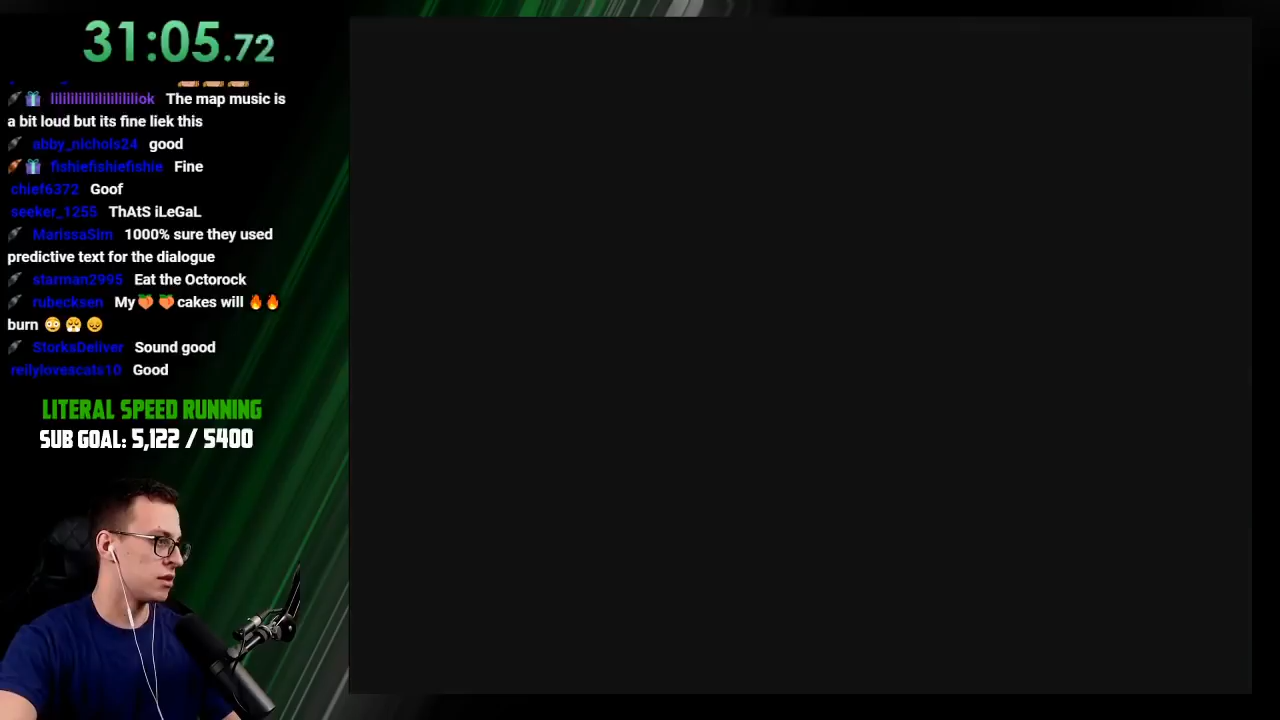 31:05.72
lilililililililililiok The map music is
a bit loud but its fine liek this
abby_nichols24 good
fishiefishiefishie Fine
chief6372 Goof
seeker_1255 ThAtS iLeGaL
MarissaSim 1000% sure they used
predictive text for the dialogue
starman2995 Eat the Octorock
rubecksen My🍑 🍑cakes will 🔥🔥
burn 😳 😤 😞
StorksDeliver Sound good
reilylovescats10 Good
LITERAL SPEED RUNNING
SUB GOAL: 5,122 / 5400